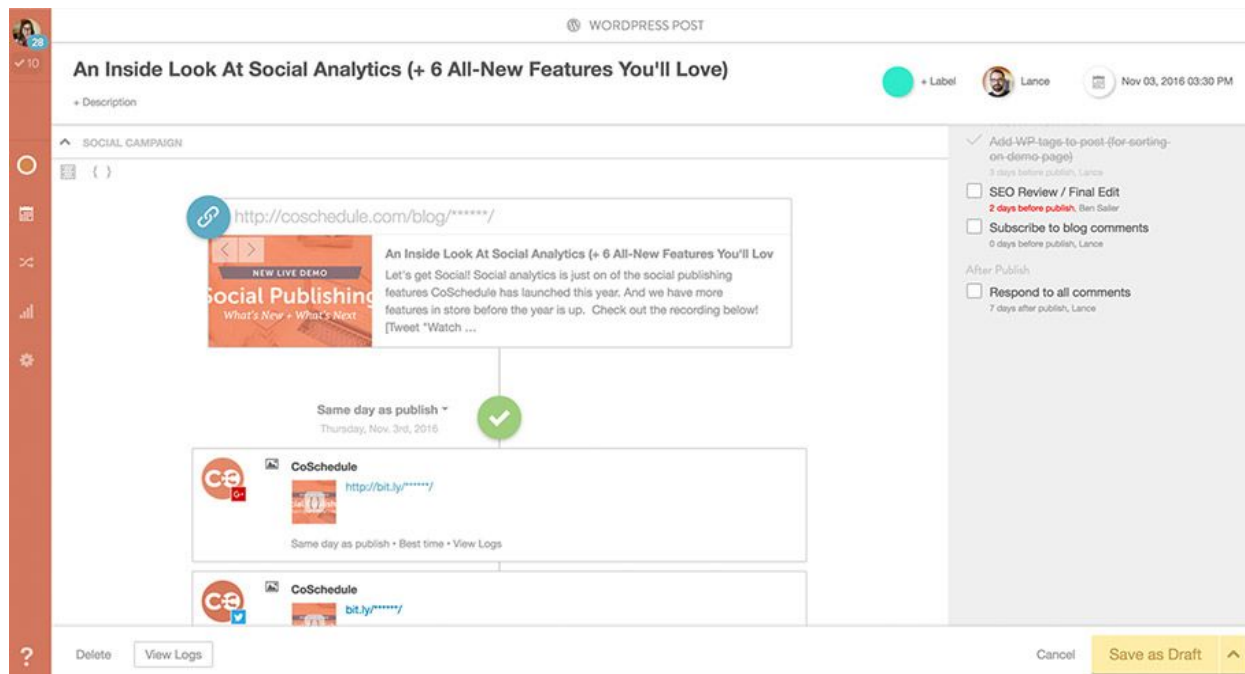 WORDPRESS POST
28
10
An Inside Look At Social Analytics (+ 6 All-New Features You'll Love)
+ Description
+ Label
Lance
Nov 03, 2016 03:30 PM
SOCIAL CAMPAIGN
{ }
http://coschedule.com/blog/******/
NEW LIVE DEMO
Social Publishing
What's New + What's Next
An Inside Look At Social Analytics (+ 6 All-New Features You'll Lov
Let's get Social! Social analytics is just on of the social publishing
features CoSchedule has launched this year. And we have more
features in store before the year is up. Check out the recording below!
[Tweet "Watch ...
Same day as publish
Thursday, Nov. 3rd, 2016
CoSchedule
http://bit.ly/******/
Same day as publish • Best time • View Logs
CoSchedule
bit.ly/******/
Add WP tags to post (for sorting
on demo page)
3 days before publish, Lance
SEO Review / Final Edit
2 days before publish, Ben Sailer
Subscribe to blog comments
0 days before publish, Lance
After Publish
Respond to all comments
7 days after publish, Lance
?
Delete
View Logs
Cancel
Save as Draft